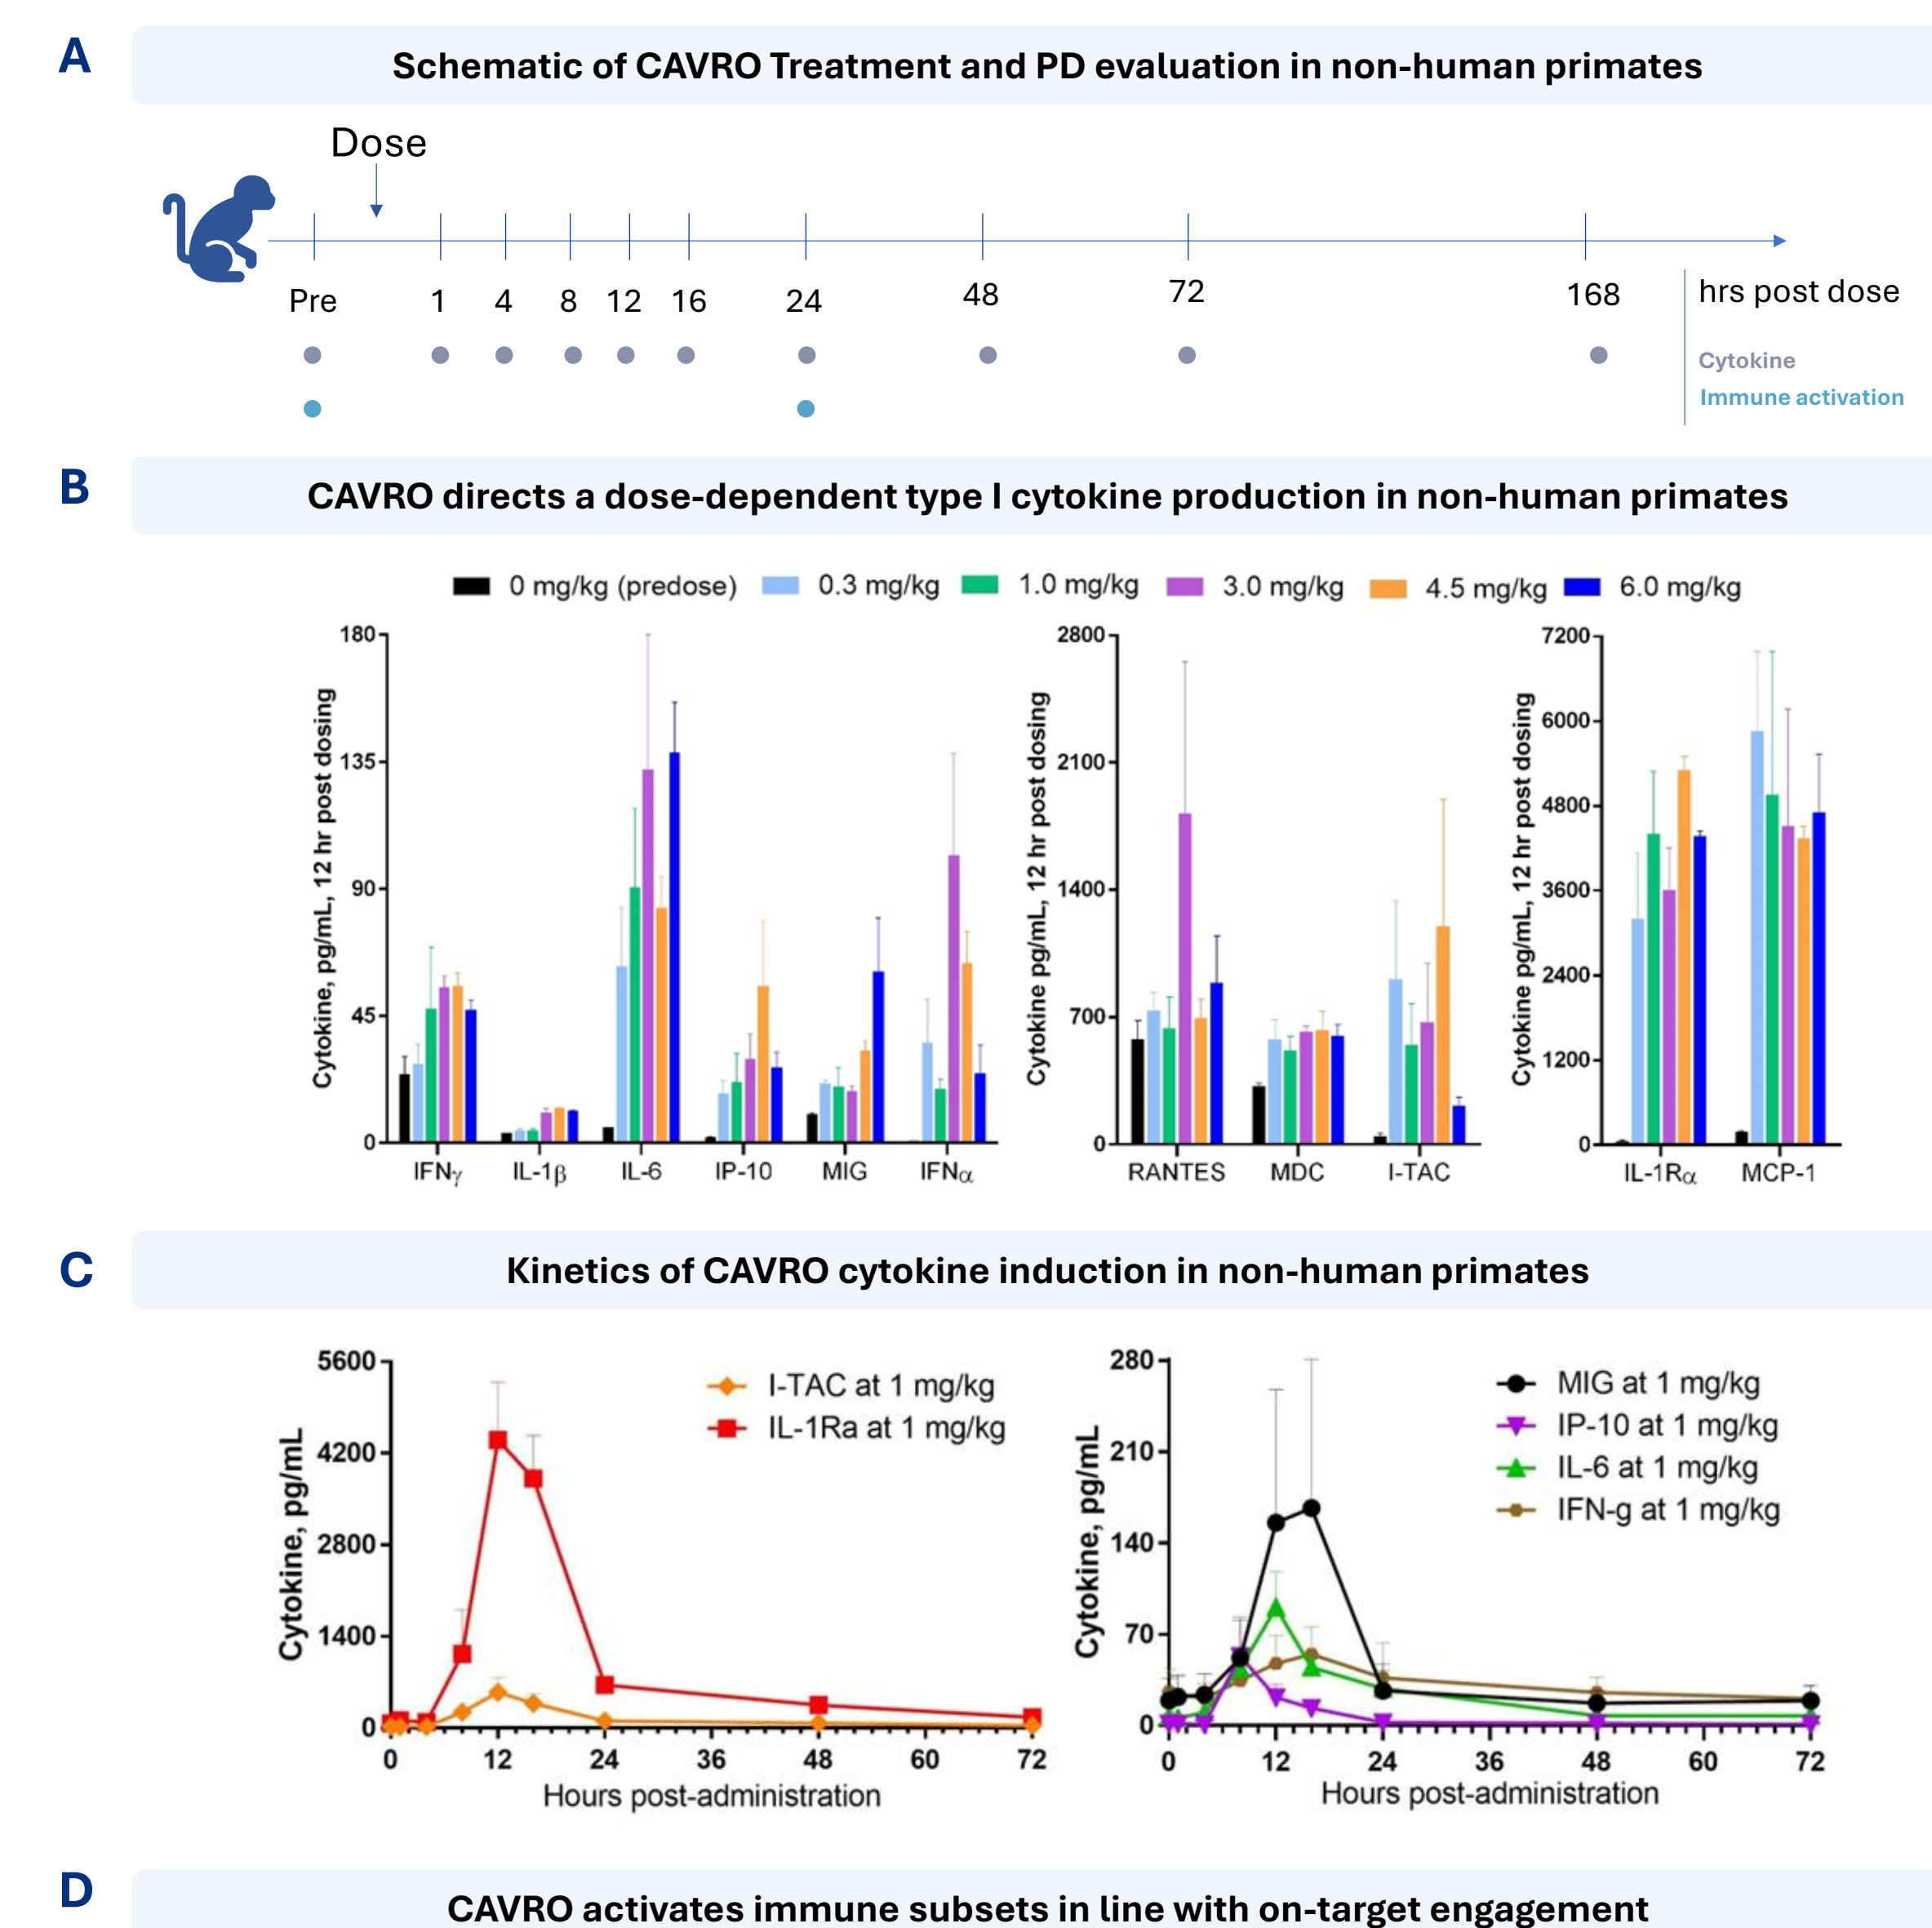 A
Schematic of CAVRO Treatment and PD evaluation in non-human primates
Dose
Pre 1 4 8 12 16 24 48 72 168 hrs post dose
Cytokine
Immune activation
B
CAVRO directs a dose-dependent type I cytokine production in non-human primates
0 mg/kg (predose) 0.3 mg/kg 1.0 mg/kg 3.0 mg/kg 4.5 mg/kg 6.0 mg/kg
Cytokine, pg/mL, 12 hr post dosing
180
135
90
45
0
IFNγ IL-1β IL-6 IP-10 MIG IFNα
Cytokine pg/mL, 12 hr post dosing
2800
2100
1400
700
0
RANTES MDC I-TAC
Cytokine pg/mL, 12 hr post dosing
7200
6000
4800
3600
2400
1200
0
IL-1Rα MCP-1
C
Kinetics of CAVRO cytokine induction in non-human primates
Cytokine, pg/mL
5600
4200
2800
1400
0
I-TAC at 1 mg/kg
IL-1Ra at 1 mg/kg
0 12 24 36 48 60 72
Hours post-administration
Cytokine, pg/mL
280
210
140
70
0
MIG at 1 mg/kg
IP-10 at 1 mg/kg
IL-6 at 1 mg/kg
IFN-g at 1 mg/kg
0 12 24 36 48 60 72
Hours post-administration
D
CAVRO activates immune subsets in line with on-target engagement